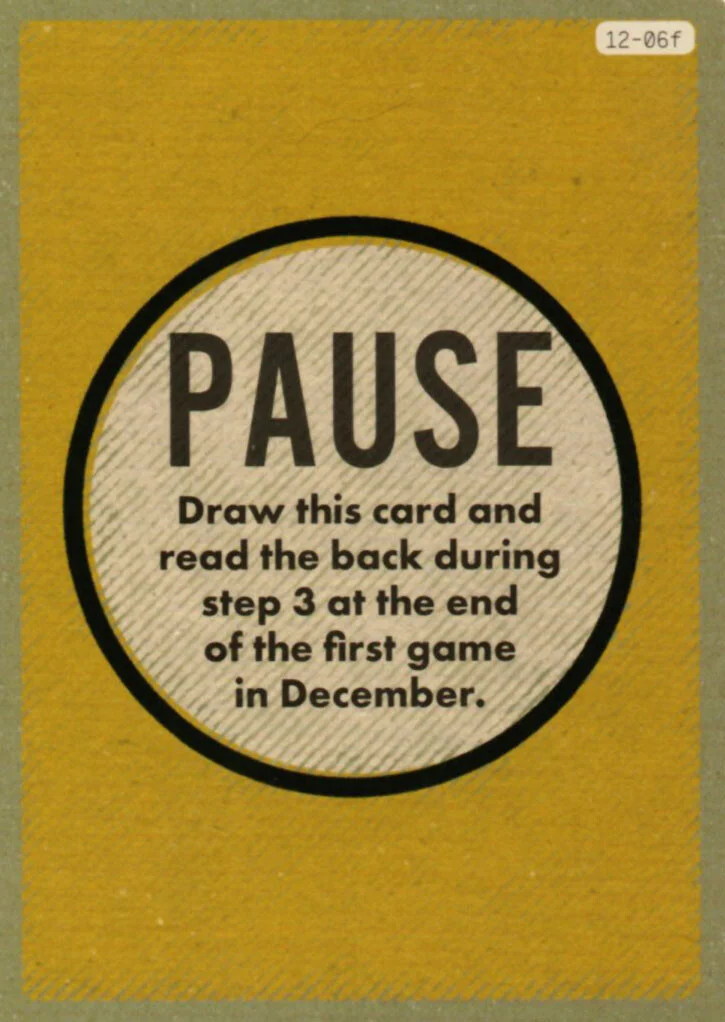 12-06f
PAUSE
Draw this card and
read the back during
step 3 at the end
of the first game
in December.